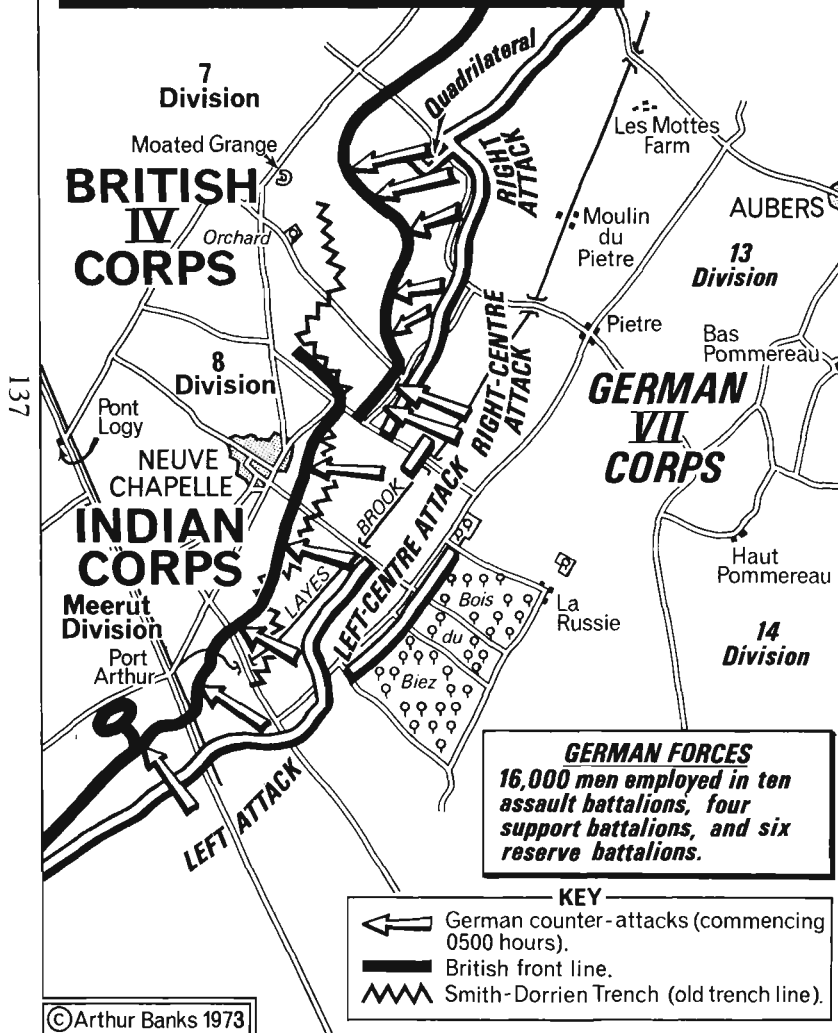 7
Division
Moated Grange
BRITISH
IV
CORPS
Orchard
Quadrilateral
RIGHT
ATTACK
Les Mottes
Farm
AUBERS
Moulin
du
Pietre
13
Division
Pietre
Bas
Pommereau
8
Division
RIGHT-CENTRE
ATTACK
GERMAN
VII
CORPS
137
Pont
Logy
NEUVE
CHAPELLE
INDIAN
CORPS
LAYES BROOK
LEFT-CENTRE ATTACK
Haut
Pommereau
Meerut
Division
Port
Arthur
Bois
du
Biez
La
Russie
14
Division
LEFT ATTACK
GERMAN FORCES
16,000 men employed in ten
assault battalions, four
support battalions, and six
reserve battalions.
KEY
German counter-attacks (commencing
0500 hours).
British front line.
Smith-Dorrien Trench (old trench line).
©Arthur Banks 1973